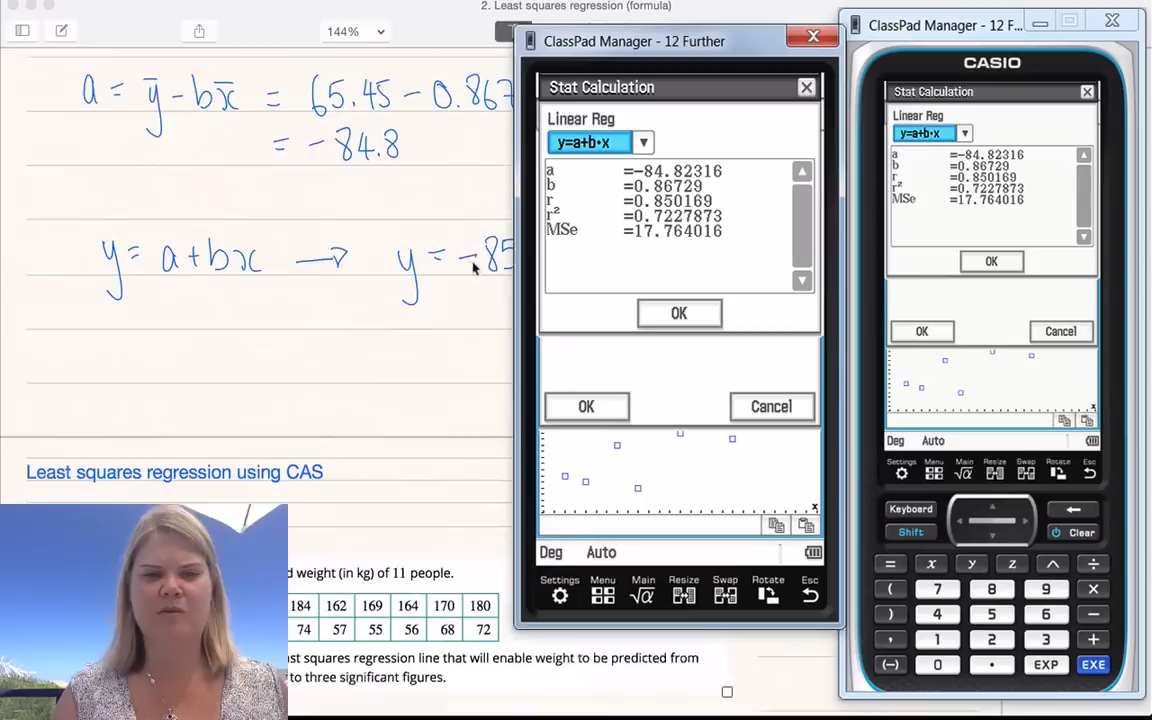 2. Least squares regression (formula)
144%
a = ȳ - bx̄ = 65.45 - 0.867
= -84.8
y = a + bx → y = -85
Least squares regression using CAS
d weight (in kg) of 11 people.
184 162 169 164 170 180
74 57 55 56 68 72
ast squares regression line that will enable weight to be predicted from
to three significant figures.
ClassPad Manager - 12 Further
Stat Calculation
Linear Reg
y=a+b•x
a =-84.82316
b =0.86729
r =0.850169
r² =0.7227873
MSe =17.764016
OK
OK Cancel
x
Deg Auto
Settings Menu Main Resize Swap Rotate Esc
√α
ClassPad Manager - 12 F...
CASIO
Stat Calculation
Linear Reg
y=a+b•x
a =-84.82316
b =0.86729
r =0.850169
r² =0.7227873
MSe =17.764016
OK
OK Cancel
x
Deg Auto
Settings Menu Main Resize Swap Rotate Esc
√α
Keyboard
Shift Clear
= x y z ^ ÷
( 7 8 9 ×
) 4 5 6 −
, 1 2 3 +
(−) 0 • EXP EXE